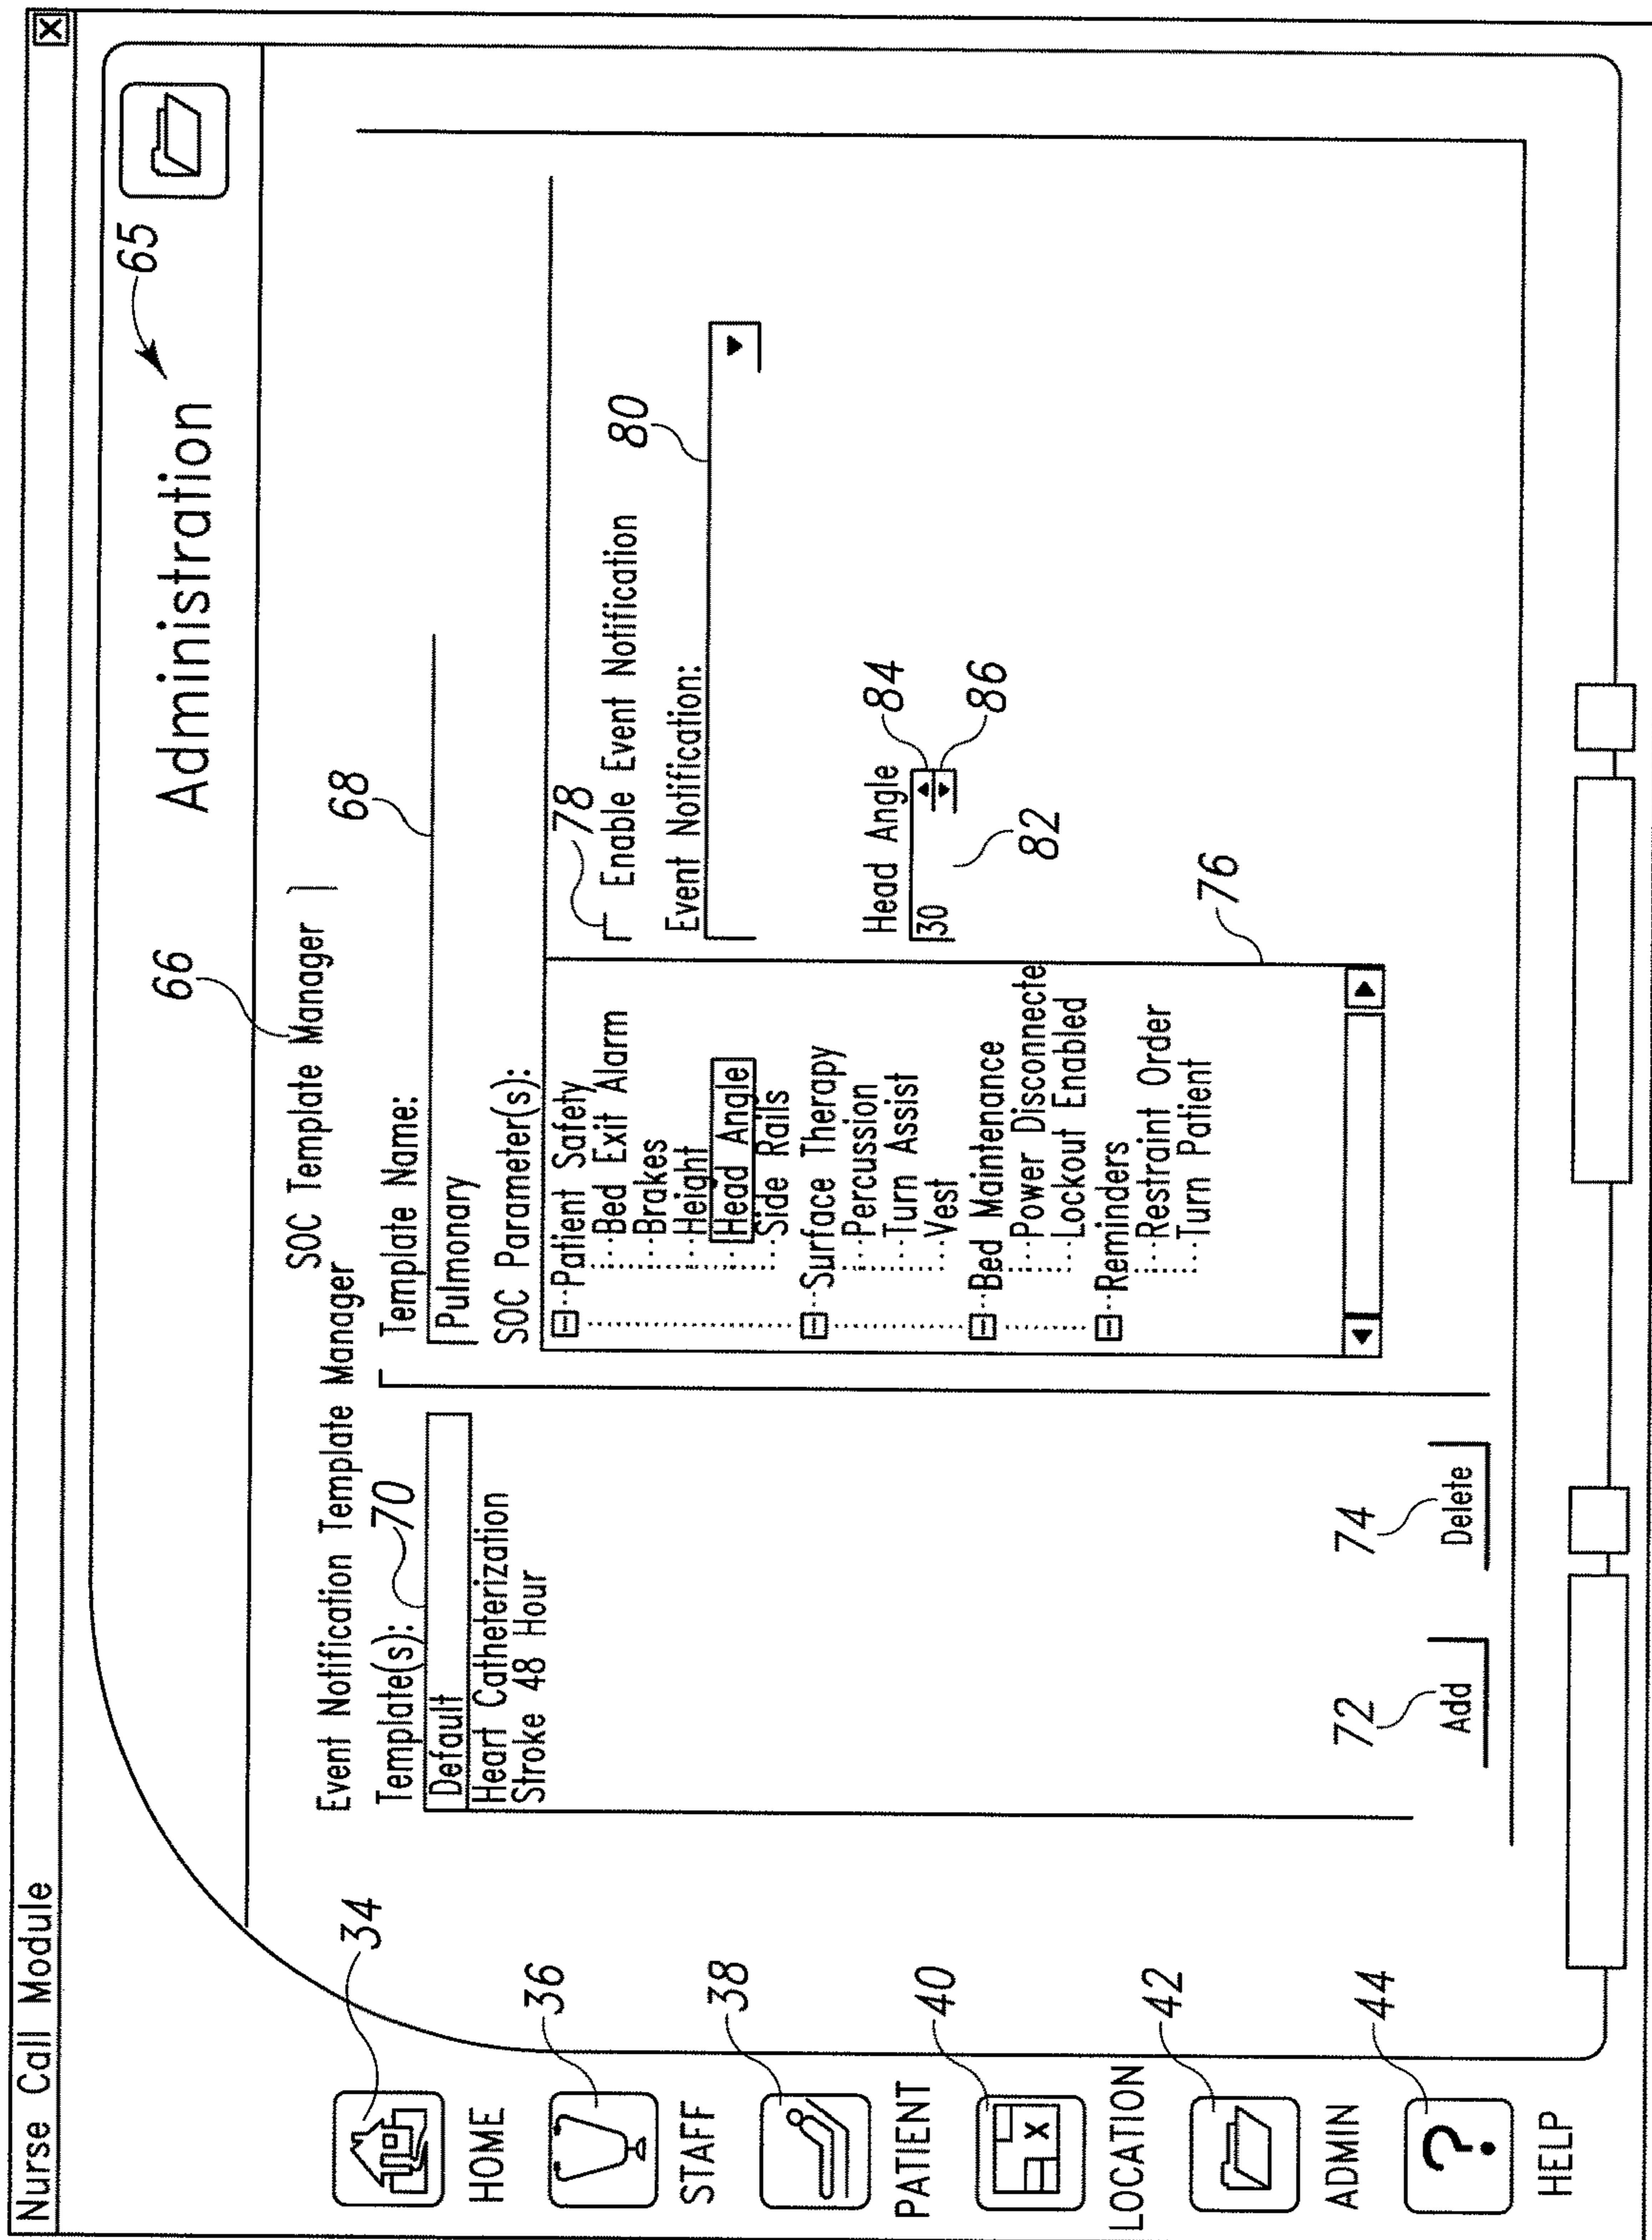 Nurse Call Module
X
Administration
65
66
SOC Template Manager
Event Notification Template Manager
Template(s):
70
Default
Heart Catheterization
Stroke 48 Hour
72
Add
74
Delete
Template Name:
68
Pulmonary
SOC Parameter(s):
Patient Safety
Bed Exit Alarm
Brakes
Height
Head Angle
Side Rails
Surface Therapy
Percussion
Turn Assist
Vest
Bed Maintenance
Power Disconnecte
Lockout Enabled
Reminders
Restraint Order
Turn Patient
76
78
Enable Event Notification
Event Notification:
80
Head Angle
84
30
86
82
34
HOME
36
STAFF
38
PATIENT
40
X
LOCATION
42
ADMIN
44
?
HELP